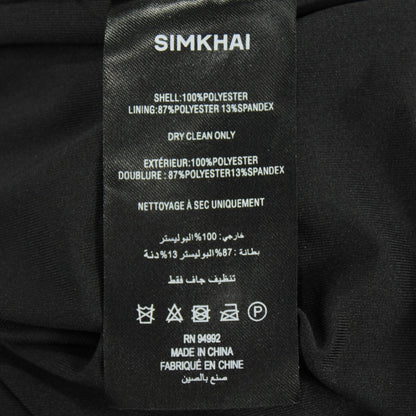 SIMKHAI
SHELL:100%POLYESTER
LINING:87%POLYESTER 13%SPANDEX
DRY CLEAN ONLY
EXTÉRIEUR:100%POLYESTER
DOUBLURE : 87%POLYESTER13%SPANDEX
NETTOYAGE À SEC UNIQUEMENT
خارجي: 100%البوليستر
بطانة: 87%البوليستر 13%دنة
تنظيف جاف فقط
P
RN 94992
MADE IN CHINA
FABRIQUÉ EN CHINE
صنع بالصين